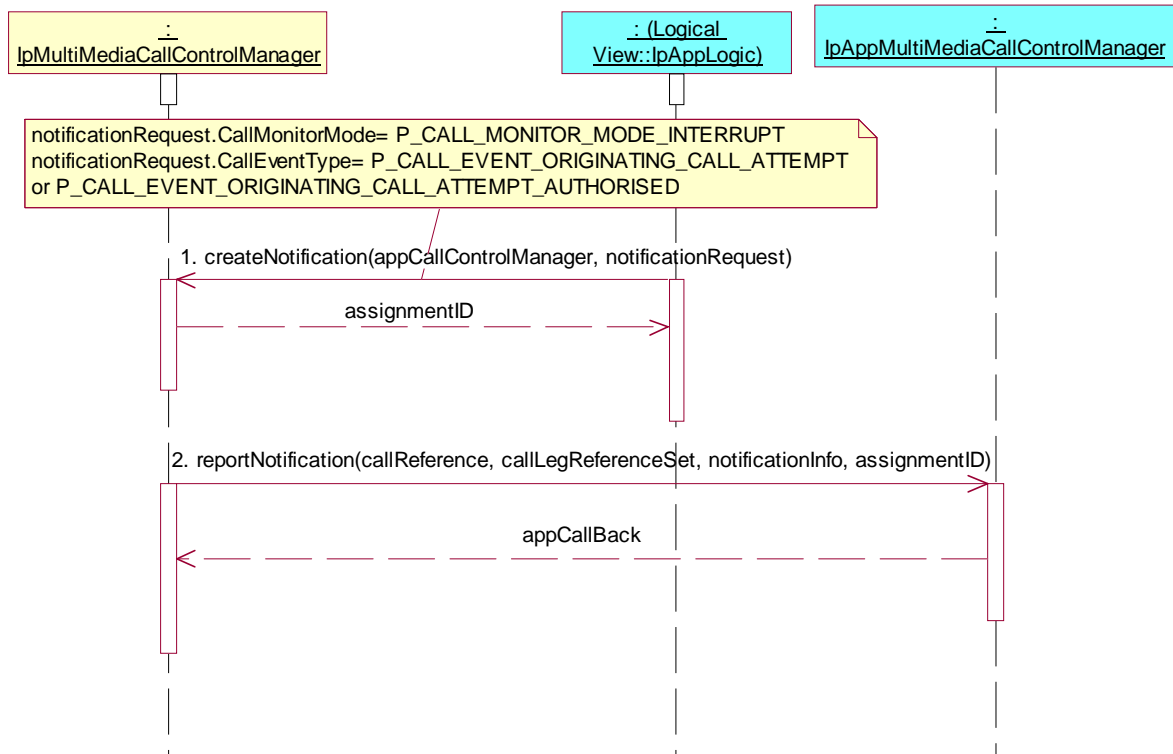 :
IpMultiMediaCallControlManager
: (Logical
View::IpAppLogic)
:
IpAppMultiMediaCallControlManager
notificationRequest.CallMonitorMode= P_CALL_MONITOR_MODE_INTERRUPT
notificationRequest.CallEventType= P_CALL_EVENT_ORIGINATING_CALL_ATTEMPT
or P_CALL_EVENT_ORIGINATING_CALL_ATTEMPT_AUTHORISED
1. createNotification(appCallControlManager, notificationRequest)
assignmentID
2. reportNotification(callReference, callLegReferenceSet, notificationInfo, assignmentID)
appCallBack